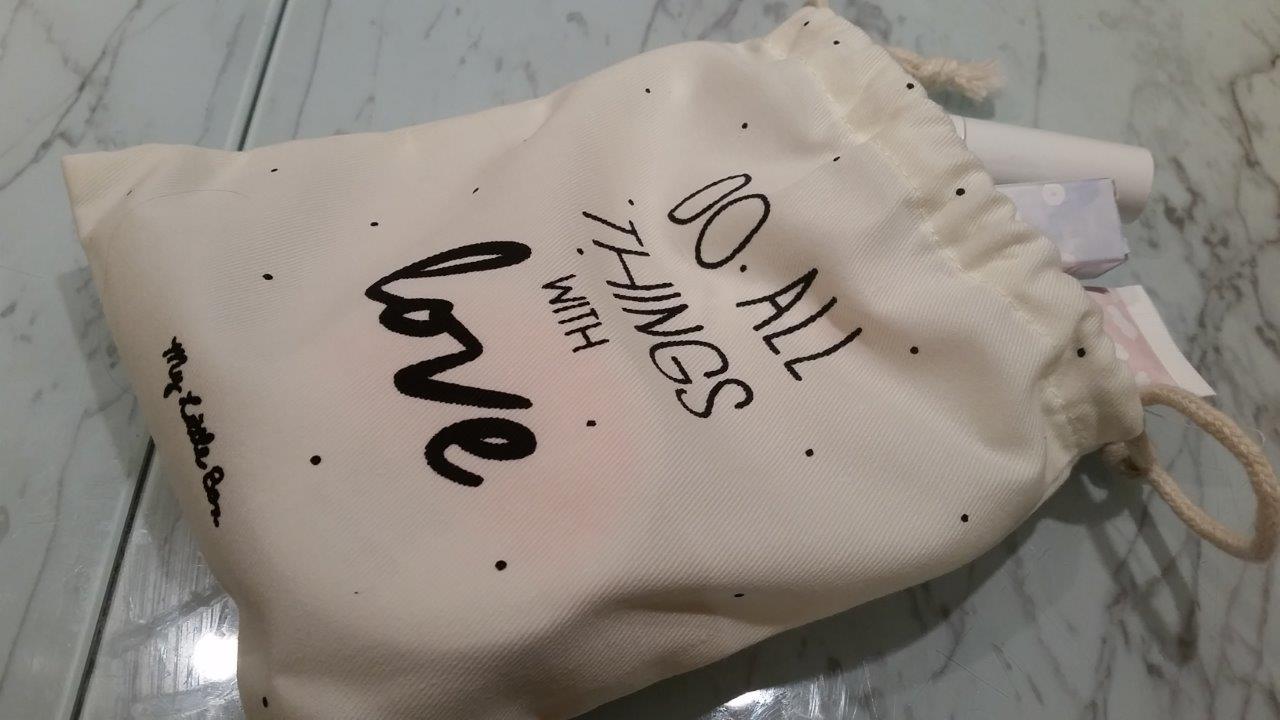 DO. ALL
THINGS
WITH
love
My Little Box